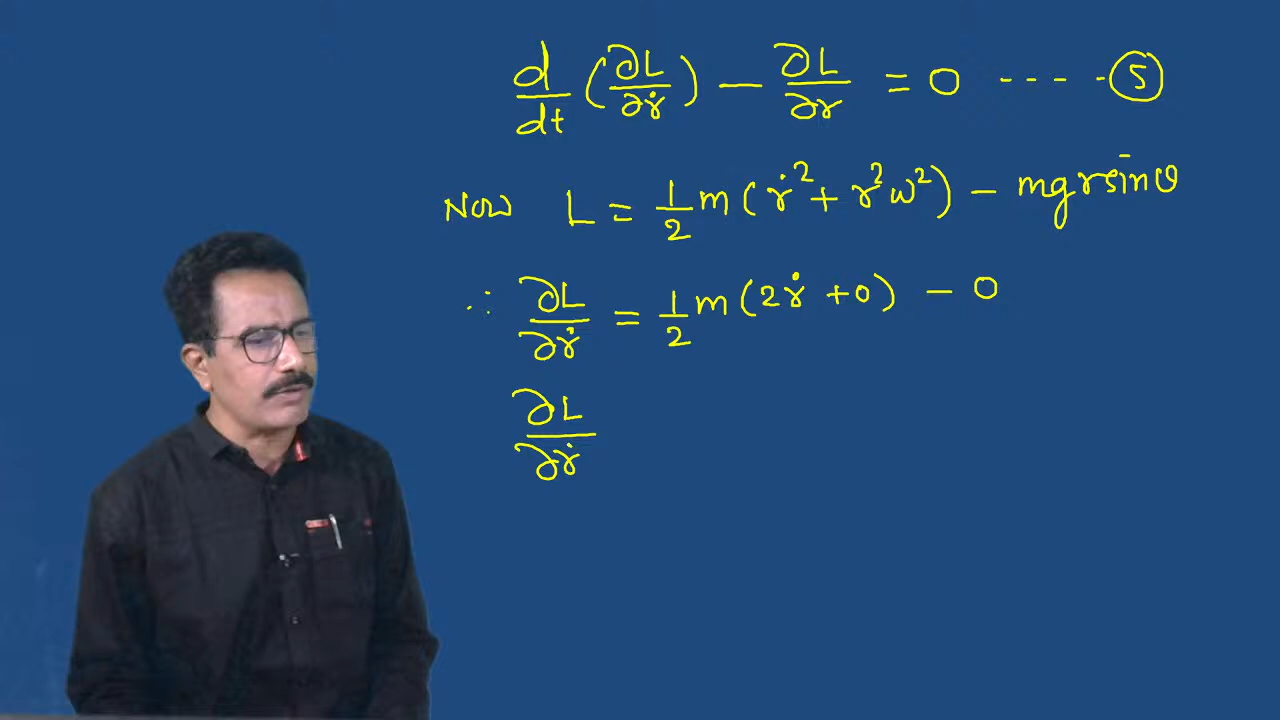 d/dt (∂L/∂ṙ) − ∂L/∂r = 0 ---- ⑤
Now L = 1/2 m (ṙ² + r²ω²) − mgr sinθ
∴ ∂L/∂ṙ = 1/2 m (2ṙ + 0) − 0
∂L/∂ṙ